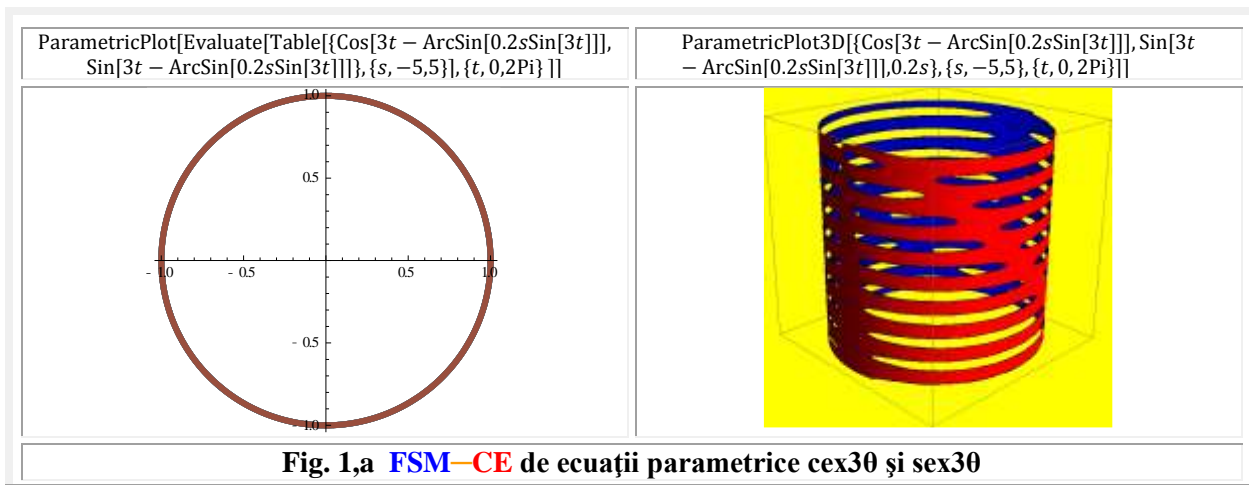 ParametricPlot[Evaluate[Table[{Cos[3t − ArcSin[0.2sSin[3t]]],
Sin[3t − ArcSin[0.2sSin[3t]]]}, {s, −5,5}], {t, 0,2Pi} ]]
ParametricPlot3D[{Cos[3t − ArcSin[0.2sSin[3t]]], Sin[3t
− ArcSin[0.2sSin[3t]]],0.2s}, {s, −5,5}, {t, 0, 2Pi}]]
1.0
0.5
- 1.0 - 0.5 0.5 1.0
- 0.5
- 1.0
Fig. 1,a FSM—CE de ecuaţii parametrice cex3θ şi sex3θ